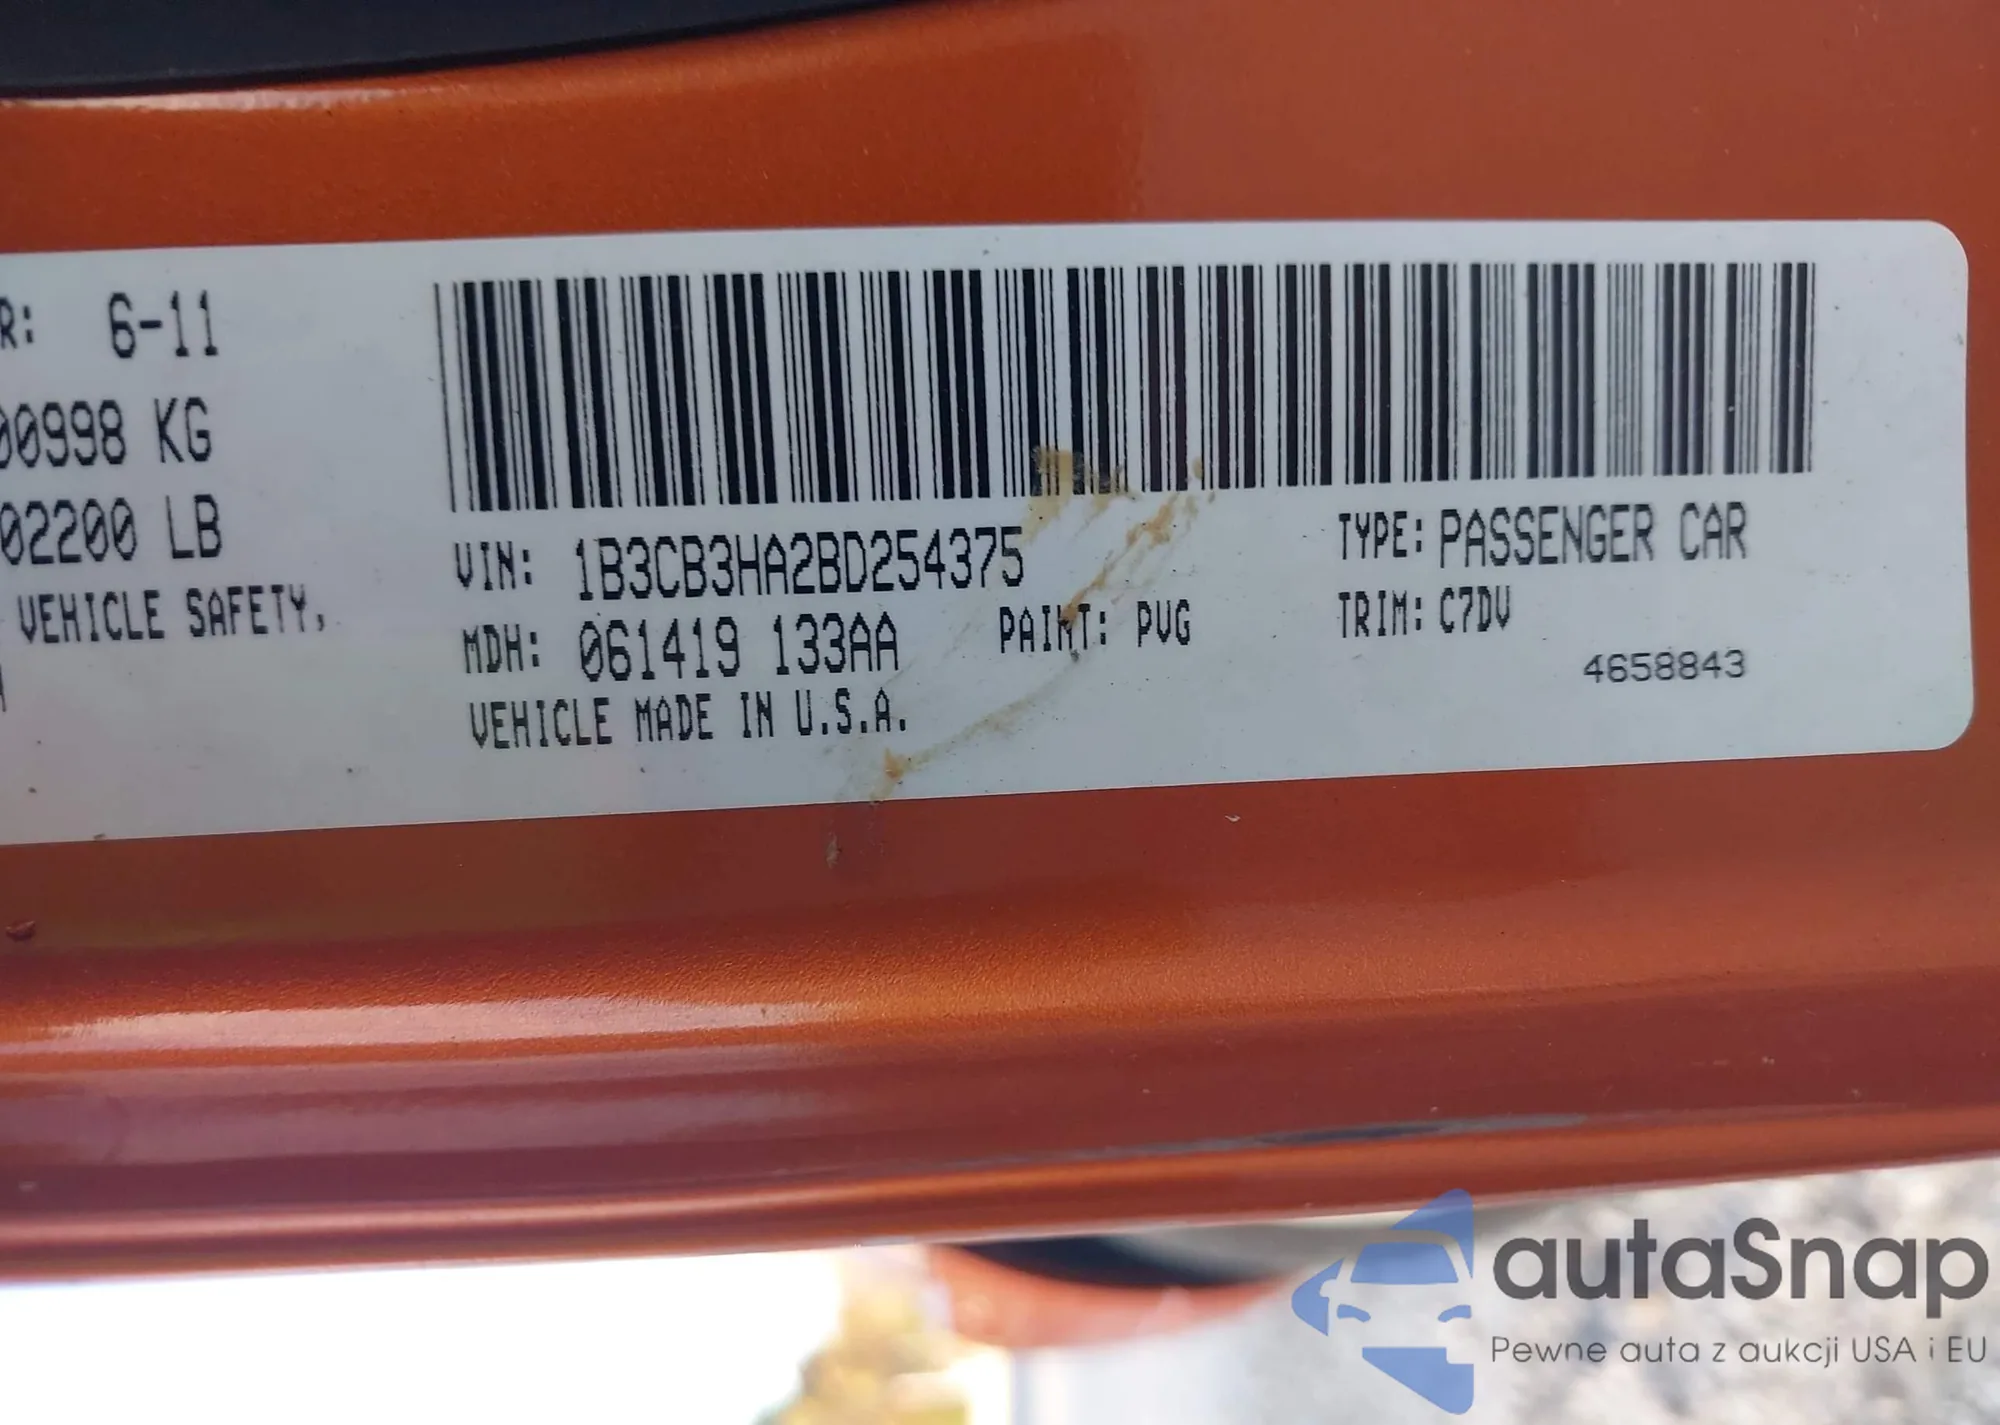 R: 6-11
00998 KG
02200 LB
VEHICLE SAFETY,
VIN: 1B3CB3HA2BD254375
MDH: 061419 133AA
PAINT: PVG
VEHICLE MADE IN U.S.A.
TYPE: PASSENGER CAR
TRIM: C7DV
4658843
autaSnap
Pewne auta z aukcji USA i EU